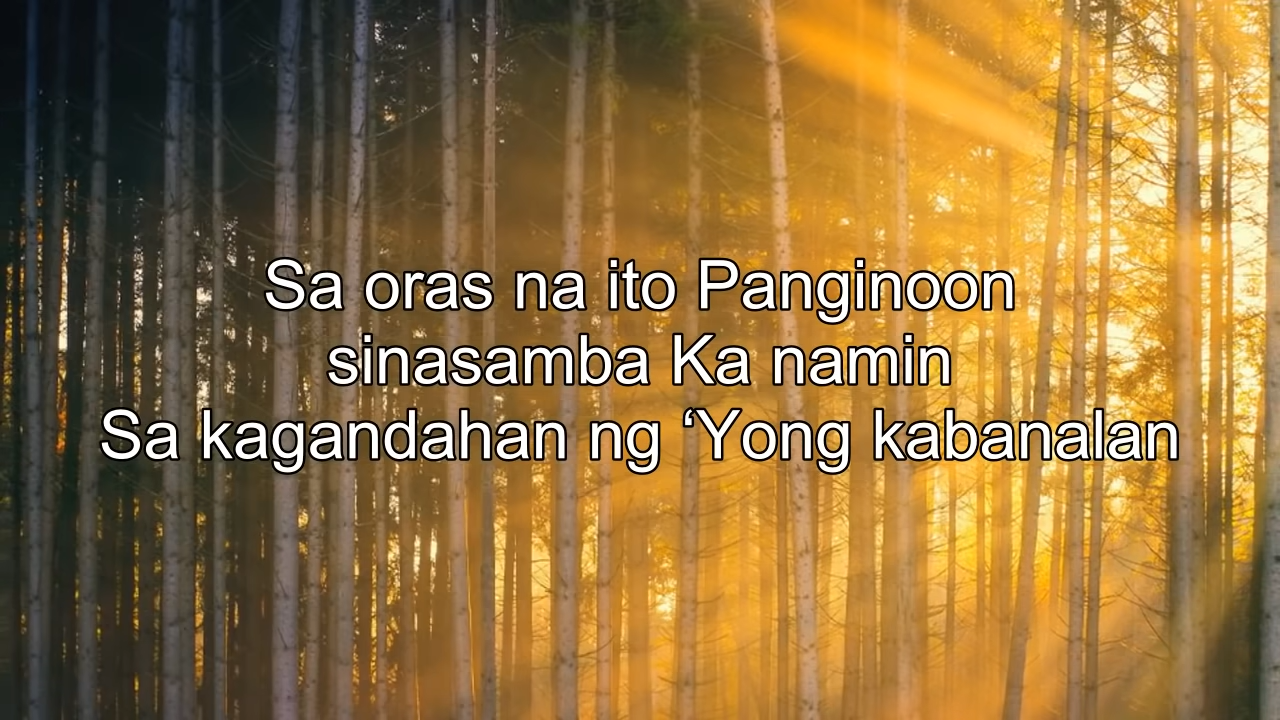 Sa oras na ito Panginoon
sinasamba Ka namin
Sa kagandahan ng ‘Yong kabanalan